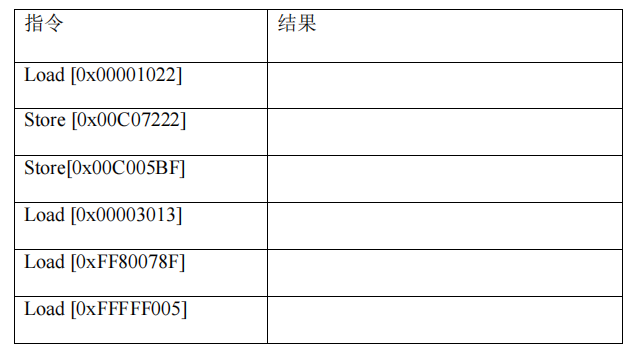 指令 结果
Load [0x00001022]
Store [0x00C07222]
Store[0x00C005BF]
Load [0x00003013]
Load [0xFF80078F]
Load [0xFFFFF005]